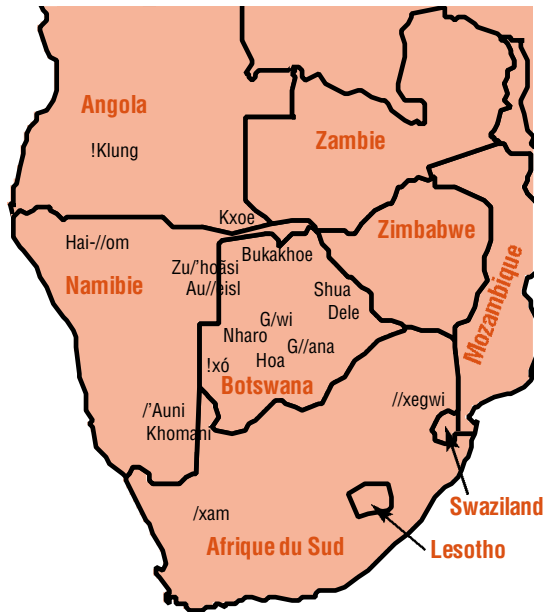 Angola
!Klung
Zambie
Kxoe
Hai-//om
Bukakhoe
Zimbabwe
Zu/'hoãsi
Namibie
Au//eisl
Shua
Dele
Mozambique
G/wi
Nharo
G//ana
Hoa
!xó
Botswana
//xegwi
/'Auni
Khomani
Swaziland
/xam
Afrique du Sud
Lesotho